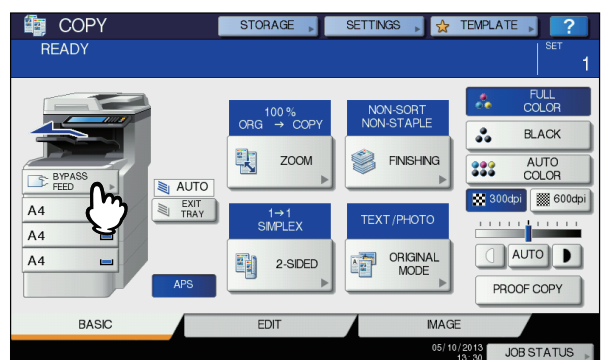 COPY
STORAGE
SETTINGS
TEMPLATE
?
READY
SET
1
BYPASS
FEED
A4
A4
A4
AUTO
EXIT
TRAY
APS
100 %
ORG → COPY
ZOOM
NON-SORT
NON-STAPLE
FINISHING
1→1
SIMPLEX
2-SIDED
TEXT/PHOTO
ORIGINAL
MODE
FULL
COLOR
BLACK
AUTO
COLOR
300dpi
600dpi
AUTO
PROOF COPY
BASIC
EDIT
IMAGE
05/10/2013
13:30
JOB STATUS